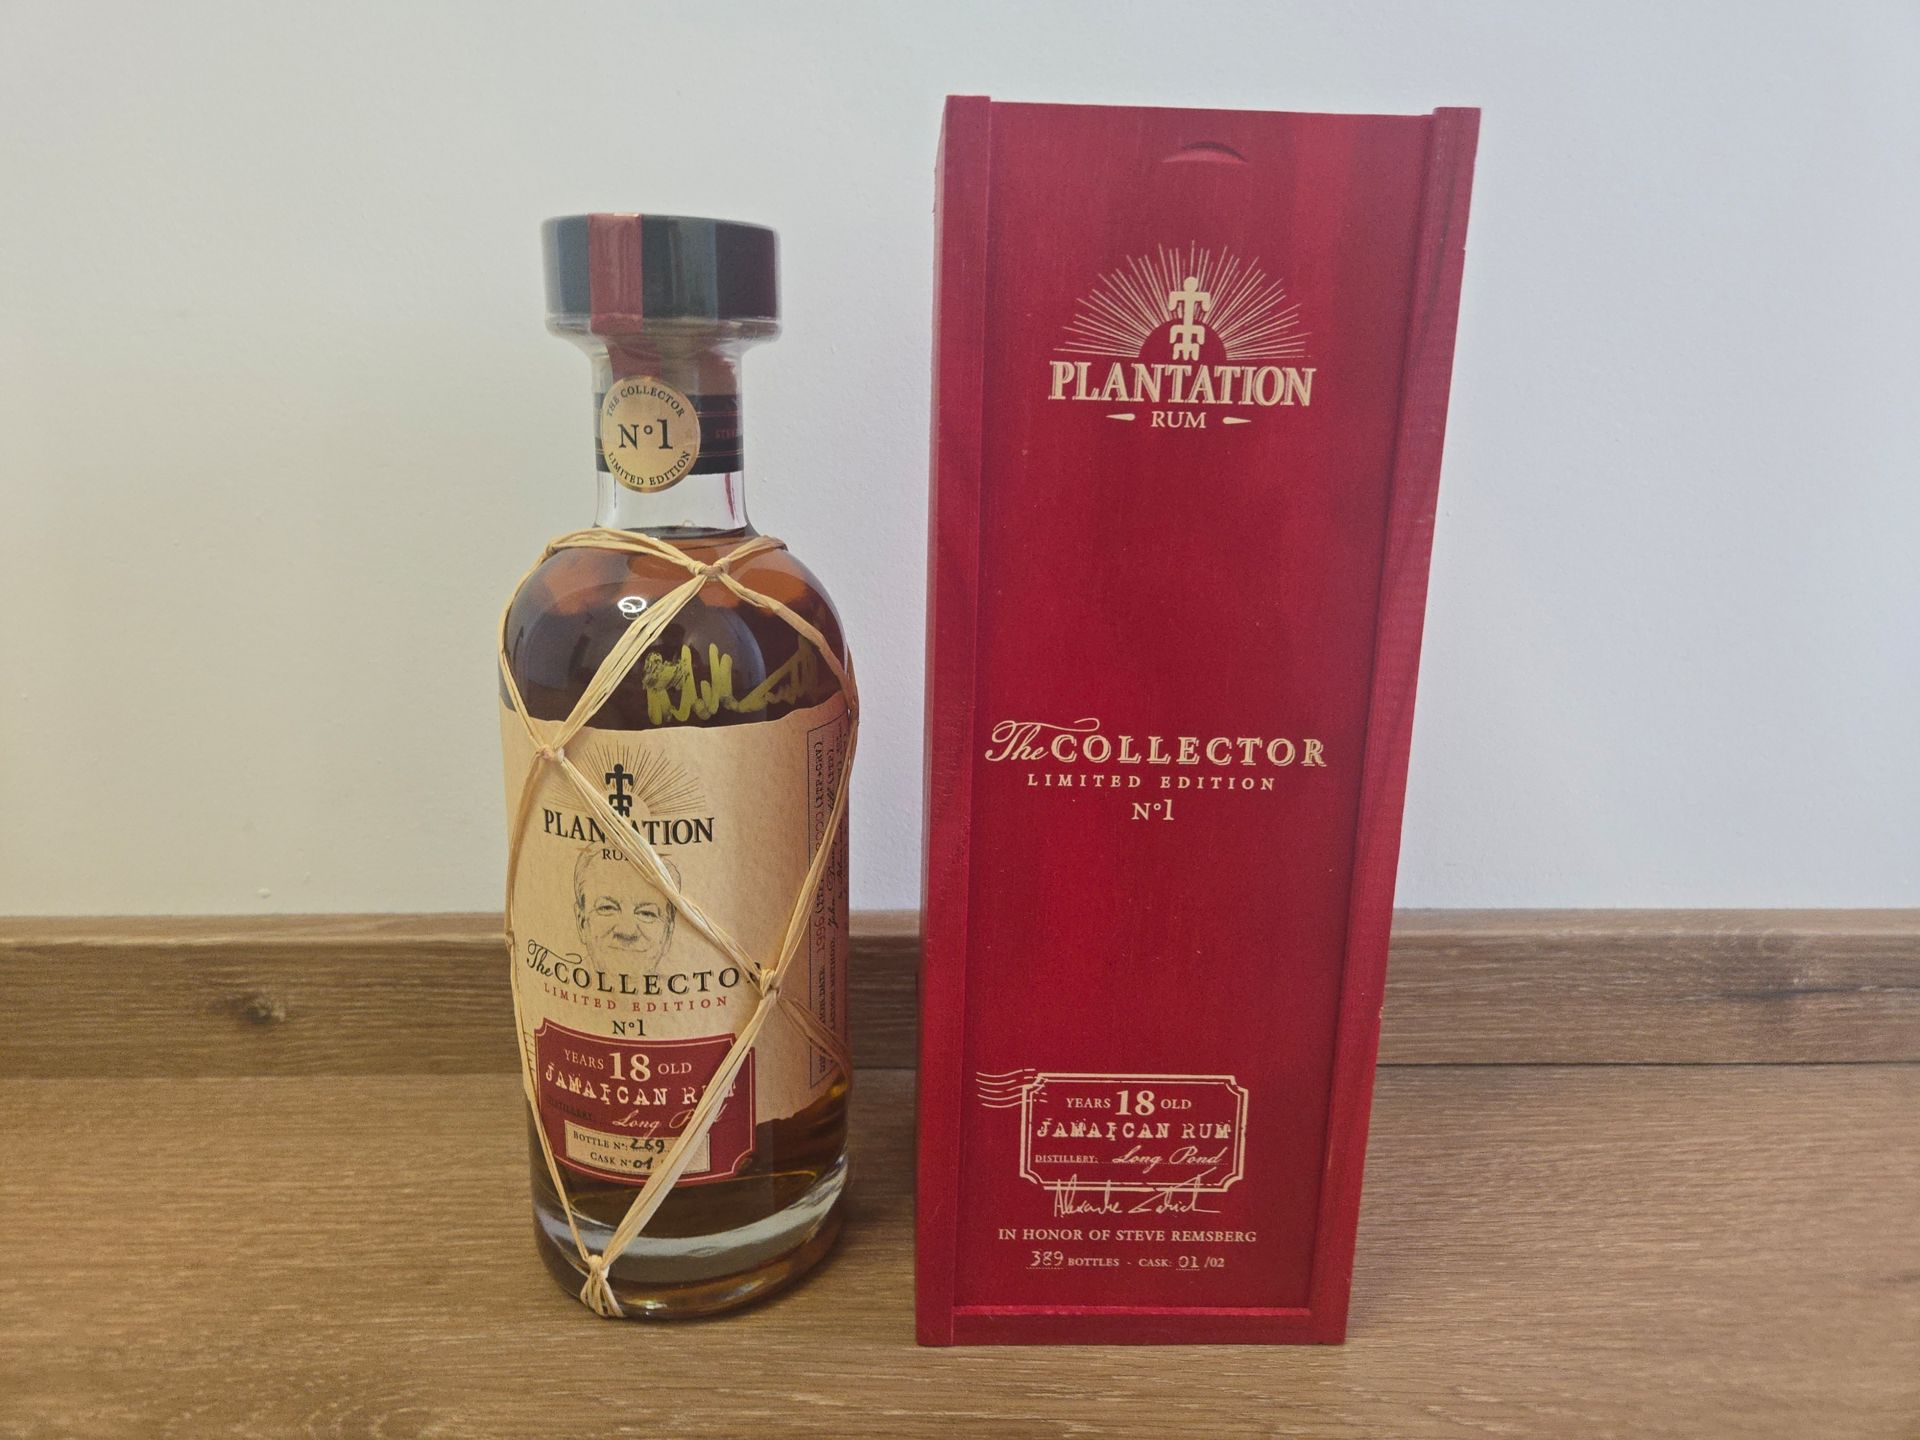 THE COLLECTOR
N°1
LIMITED EDITION
PLANTATION
RUM
The COLLECTOR
LIMITED EDITION
N°1
YEARS 18 OLD
JAMAICAN RUM
DISTILLERY: Long Pond
BOTTLE N°: 269
CASK N° 01
PLANTATION
RUM
The COLLECTOR
LIMITED EDITION
N°1
YEARS 18 OLD
JAMAICAN RUM
DISTILLERY: Long Pond
IN HONOR OF STEVE REMSBERG
389 BOTTLES - CASK: 01 /02